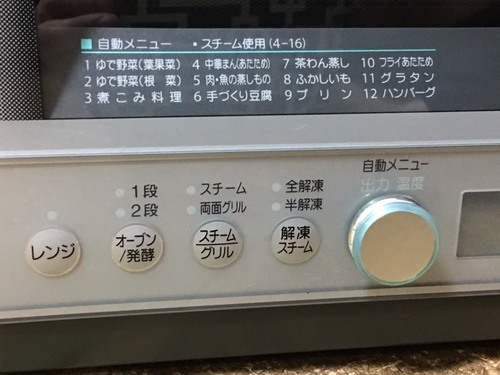 自動メニュー ・スチーム使用(4-16)
1 ゆで野菜(葉果菜) 4 中華まん(あたため) 7 茶わん蒸し 10 フライあたため
2 ゆで野菜(根 菜) 5 肉・魚の蒸しもの 8 ふかしいも 11 グラタン
3 煮こみ料理 6 手づくり豆腐 9 プリン 12 ハンバーグ
自動メニュー
出力 温度
1段
2段
スチーム
両面グリル
全解凍
半解凍
レンジ
オーブン
/発酵
スチーム
グリル
解凍
スチーム